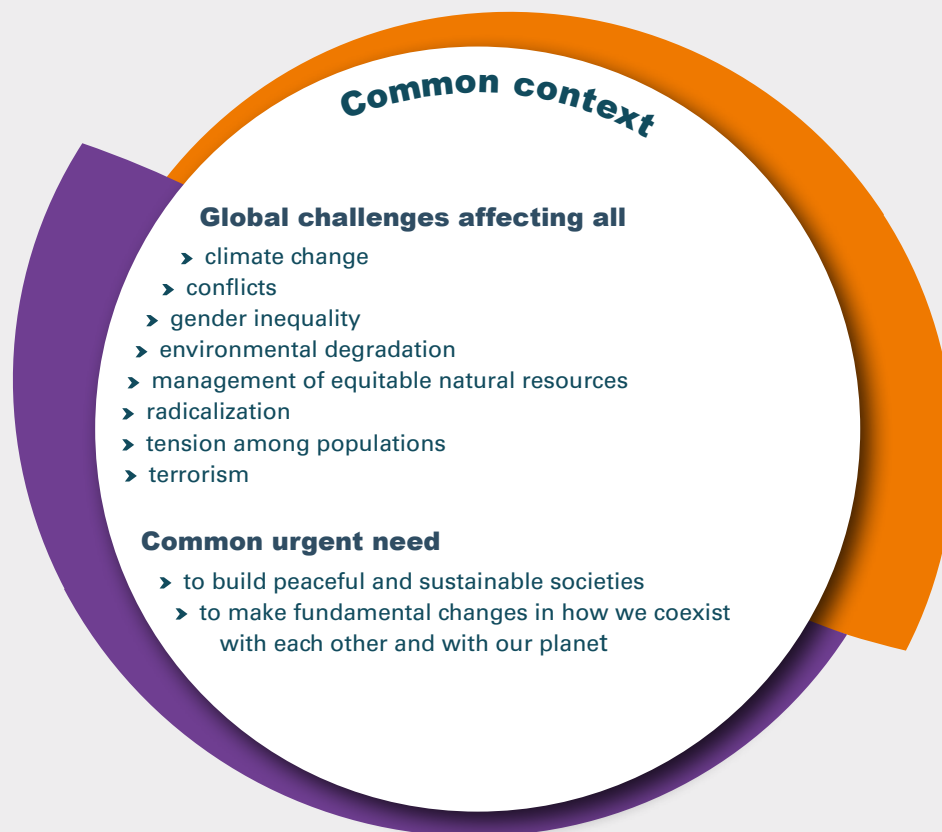 Common context
Global challenges affecting all
climate change
conflicts
gender inequality
environmental degradation
management of equitable natural resources
radicalization
tension among populations
terrorism
Common urgent need
to build peaceful and sustainable societies
to make fundamental changes in how we coexist
with each other and with our planet